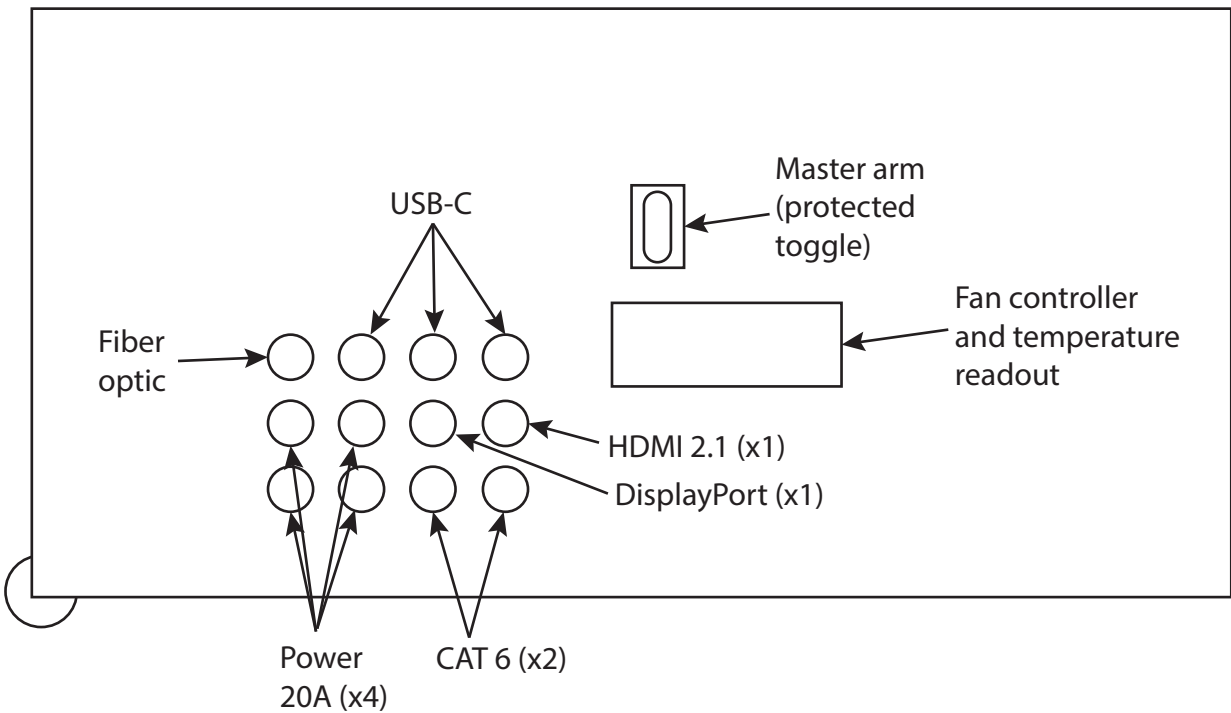 Master arm
(protected
toggle)
USB-C
Fan controller
and temperature
readout
Fiber
optic
HDMI 2.1 (x1)
DisplayPort (x1)
Power
20A (x4)
CAT 6 (x2)